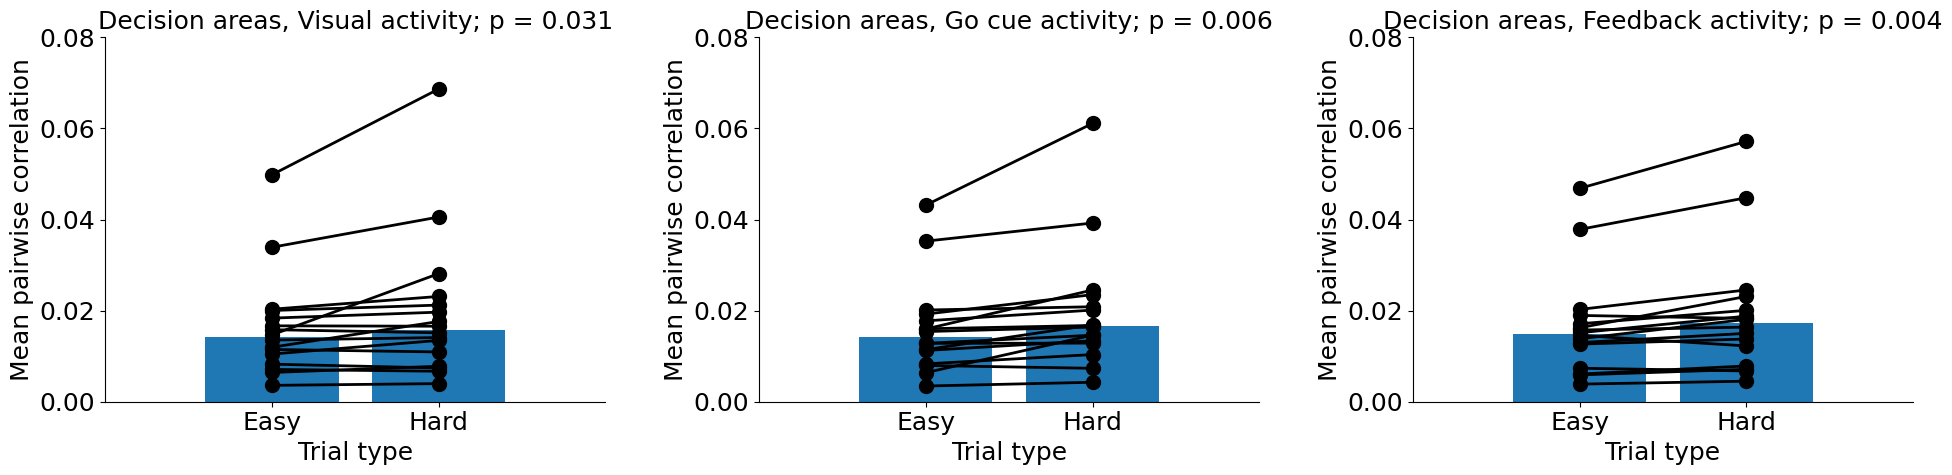 Decision areas, Visual activity; p = 0.031
Mean pairwise correlation
0.08
0.06
0.04
0.02
0.00
Easy Hard
Trial type
Decision areas, Go cue activity; p = 0.006
Mean pairwise correlation
0.08
0.06
0.04
0.02
0.00
Easy Hard
Trial type
Decision areas, Feedback activity; p = 0.004
Mean pairwise correlation
0.08
0.06
0.04
0.02
0.00
Easy Hard
Trial type